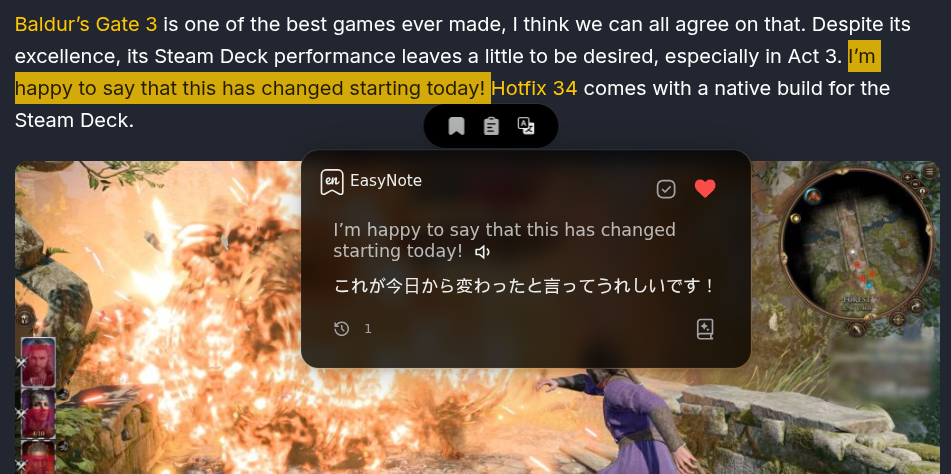 Baldur’s Gate 3 is one of the best games ever made, I think we can all agree on that. Despite its
excellence, its Steam Deck performance leaves a little to be desired, especially in Act 3. I’m
happy to say that this has changed starting today! Hotfix 34 comes with a native build for the
Steam Deck.
en EasyNote
I’m happy to say that this has changed
starting today!
これが今日から変わったと言ってうれしいです！
1
FOREST
4/10